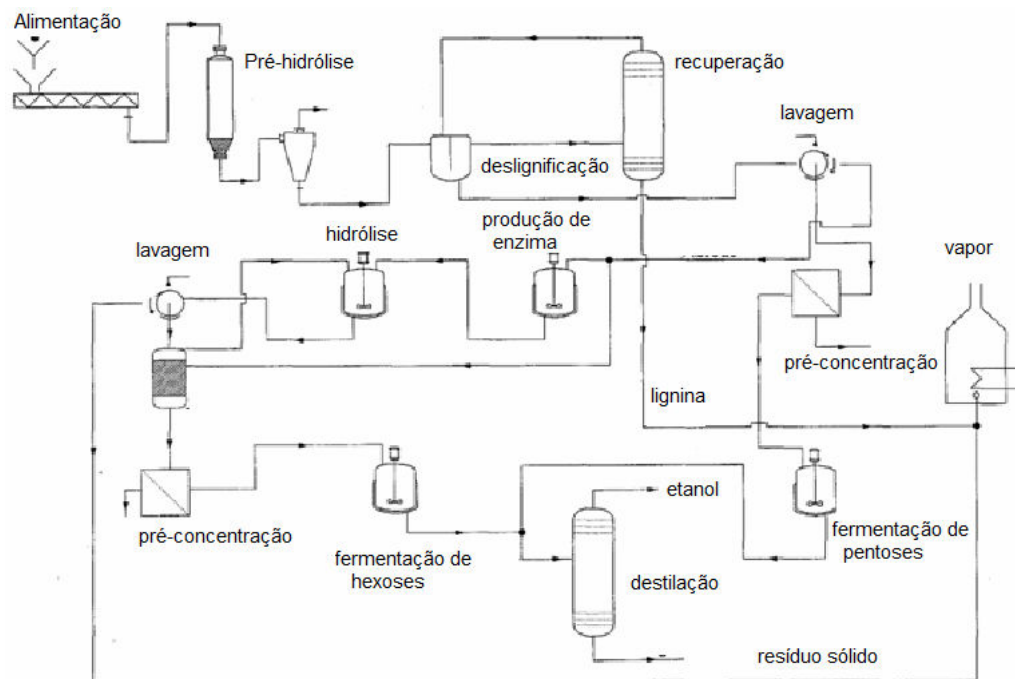 Alimentação
Pré-hidrólise
recuperação
lavagem
deslignificação
produção de
enzima
hidrólise
lavagem
vapor
pré-concentração
lignina
etanol
pré-concentração
fermentação de
hexoses
destilação
fermentação de
pentoses
resíduo sólido